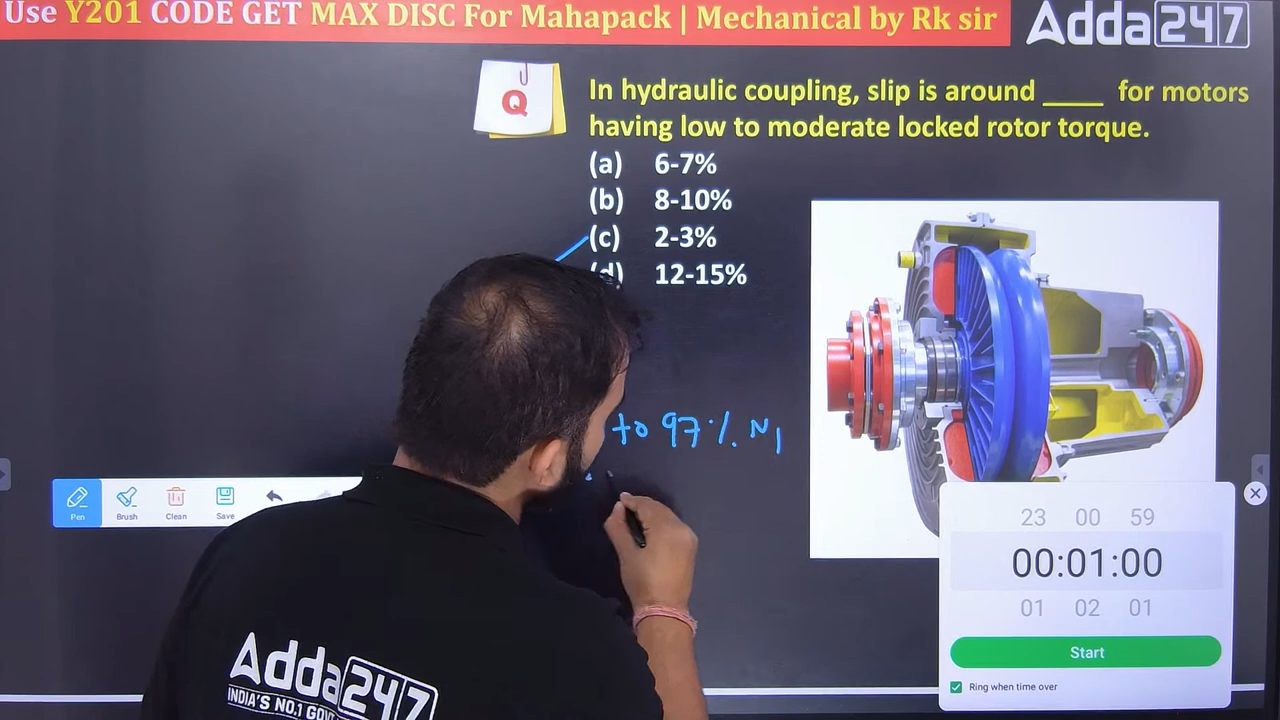 Use Y201 CODE GET MAX DISC For Mahapack | Mechanical by Rk sir
Adda247
Q
In hydraulic coupling, slip is around ____ for motors
having low to moderate locked rotor torque.
(a) 6-7%
(b) 8-10%
(c) 2-3%
(d) 12-15%
to 97% N1
Pen
Brush
Clean
Save
23 00 59
00:01:00
01 02 01
Start
Ring when time over
Adda247
INDIA'S NO.1